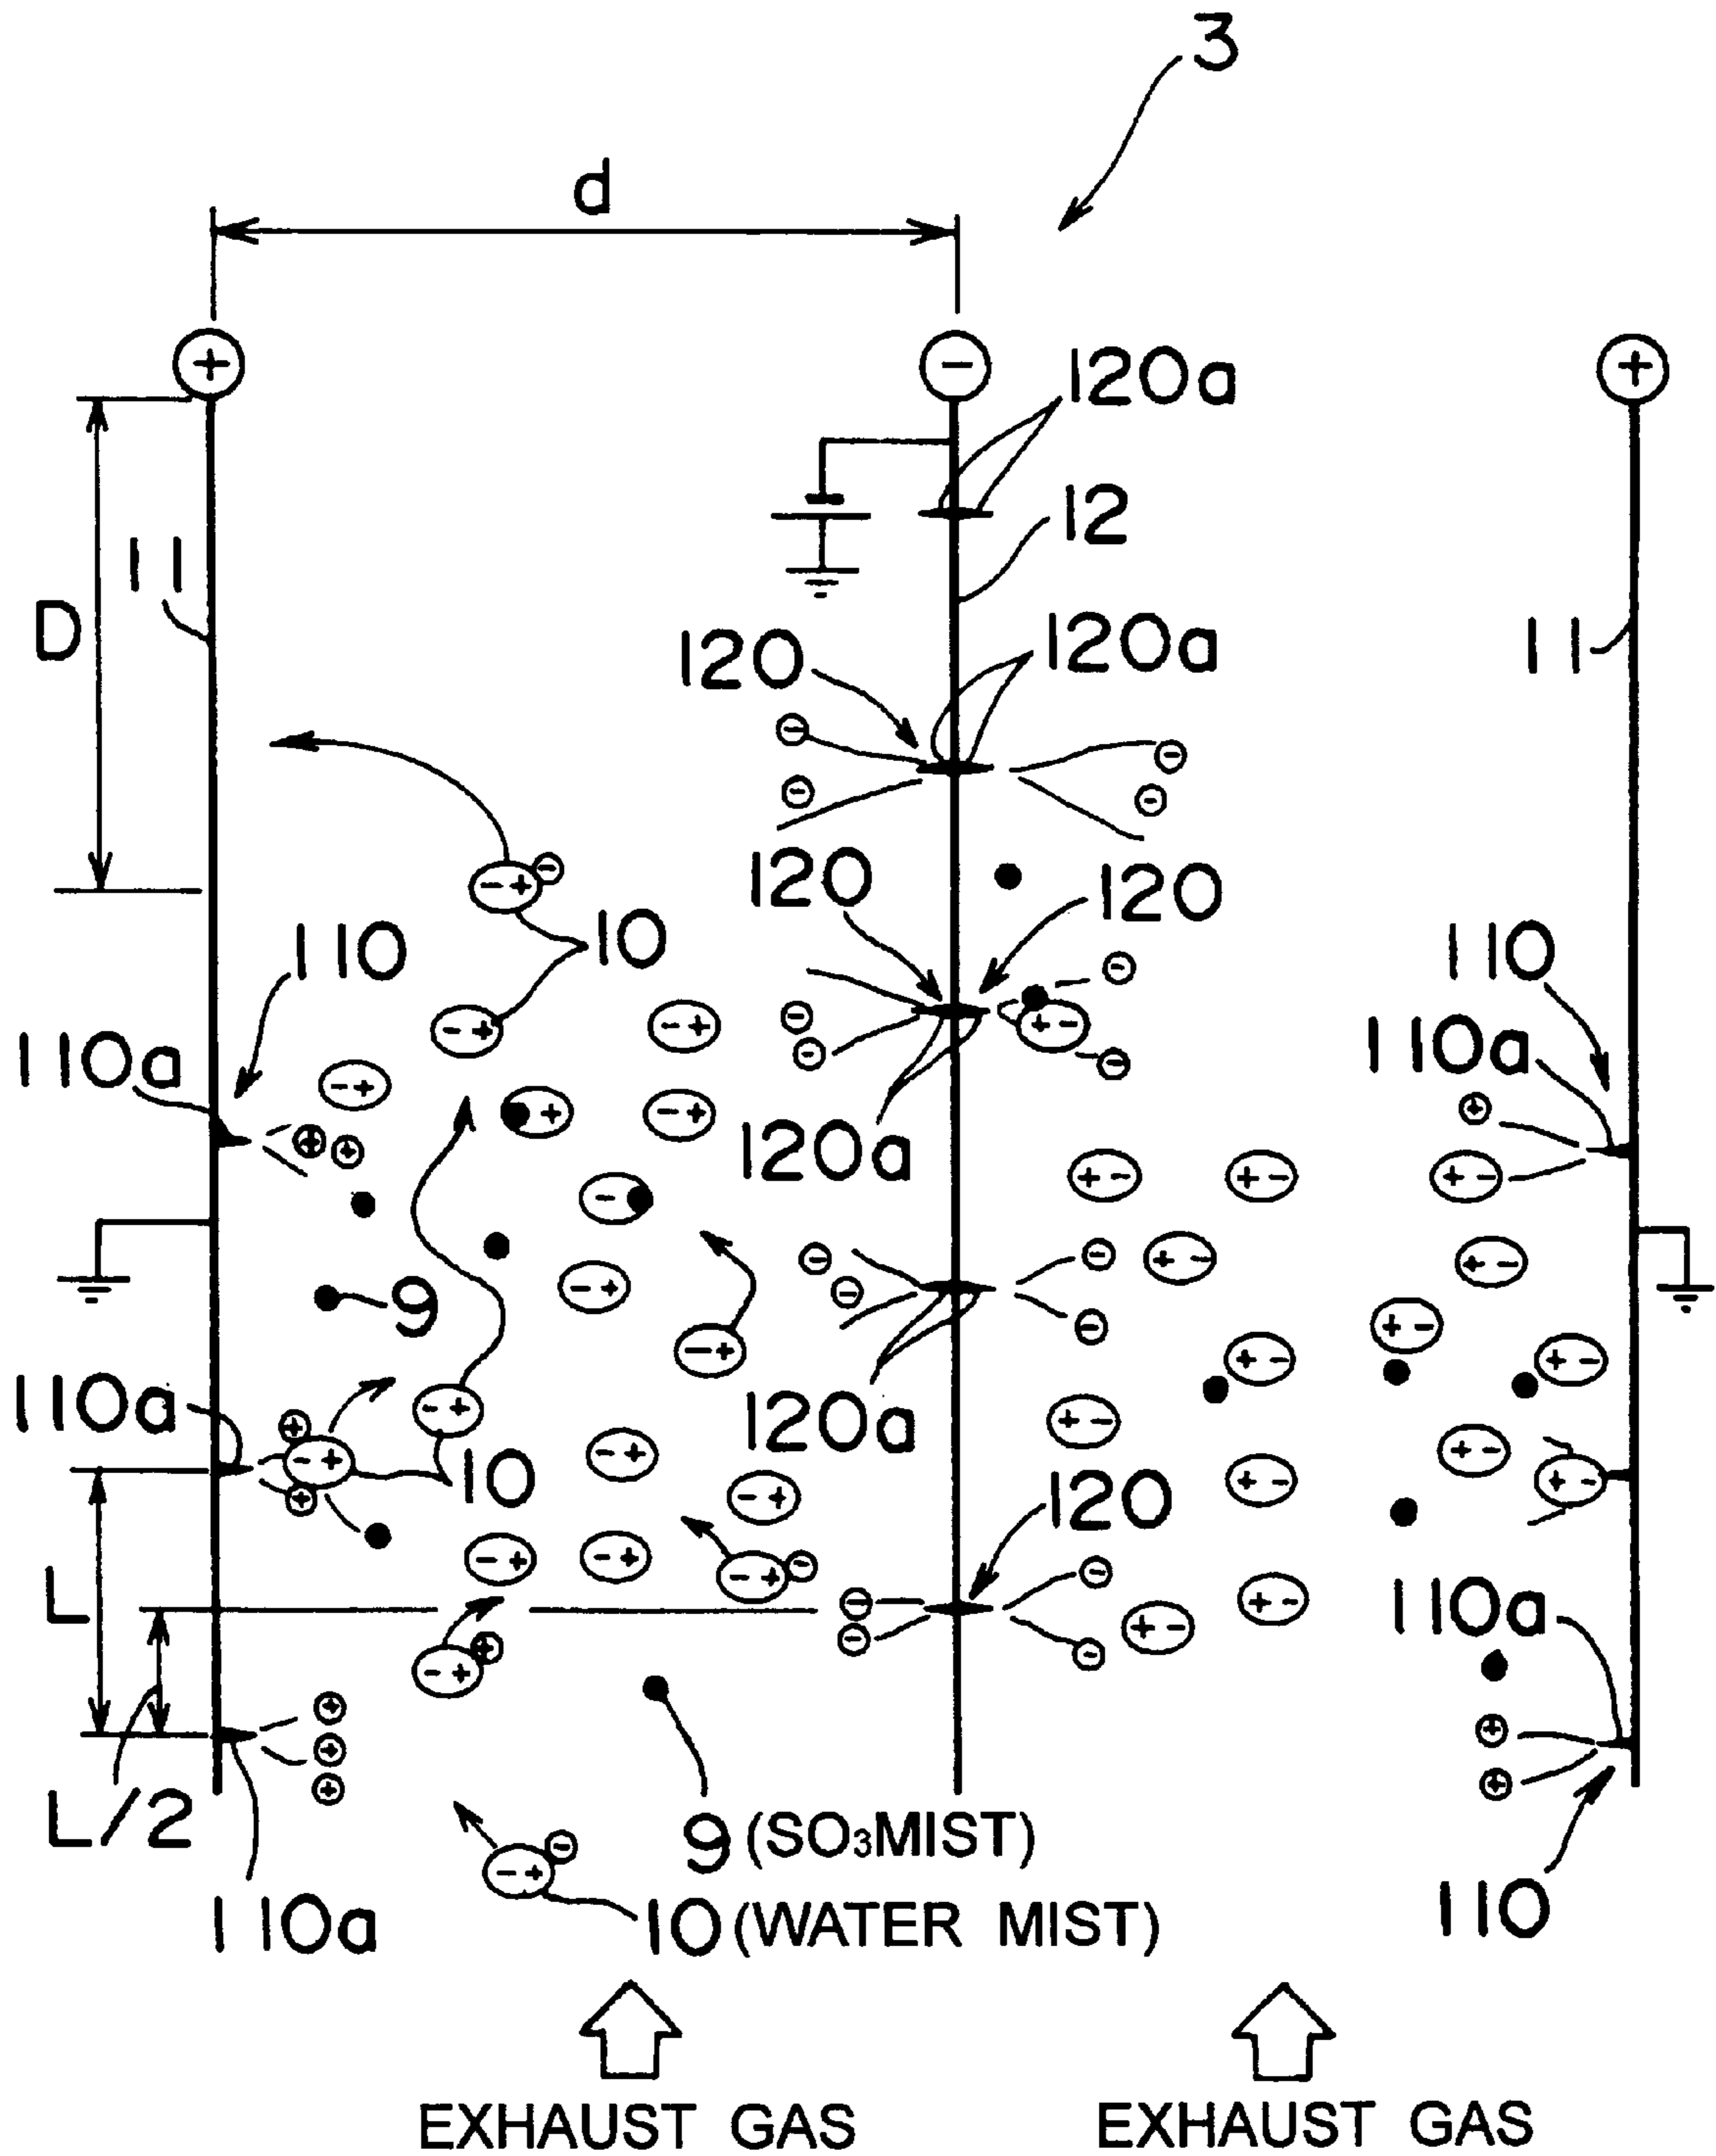 3
d
+ - +
120a
12
11
D
120
120a
11
120
120
10
110
110
110a
110a
120a
9
110a
120a
10
120
L
110a
L/2
9 (SO₃MIST)
110a
10 (WATER MIST)
110
EXHAUST GAS EXHAUST GAS